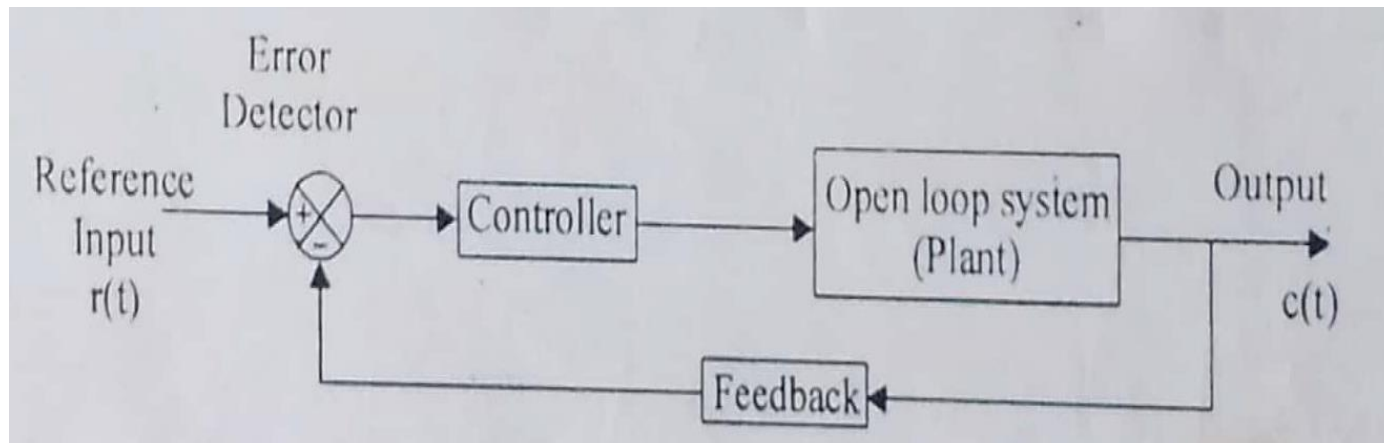 Error
Detector
Reference
Input
r(t)
+
−
Controller
Open loop system
(Plant)
Output
c(t)
Feedback